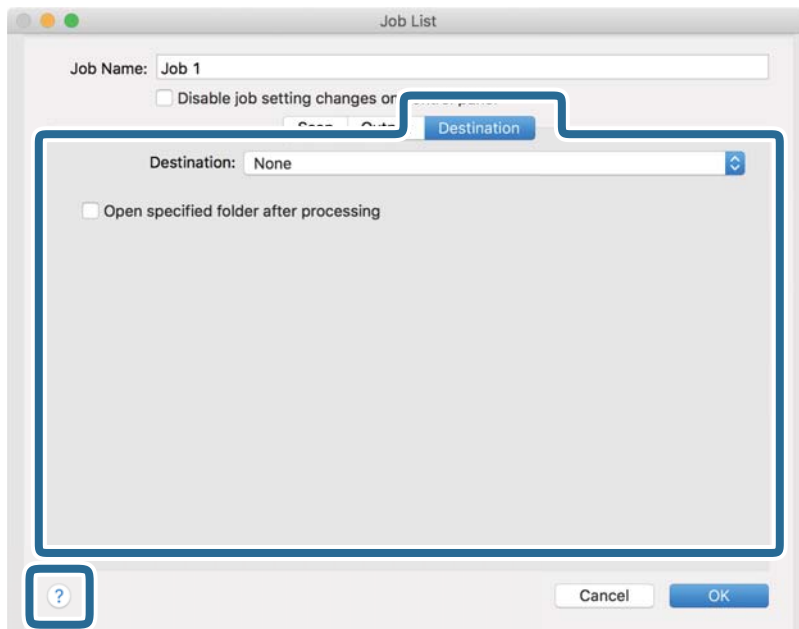 Job List
Job Name: Job 1
Disable job setting changes on
Destination
Destination: None
Open specified folder after processing
? Cancel OK